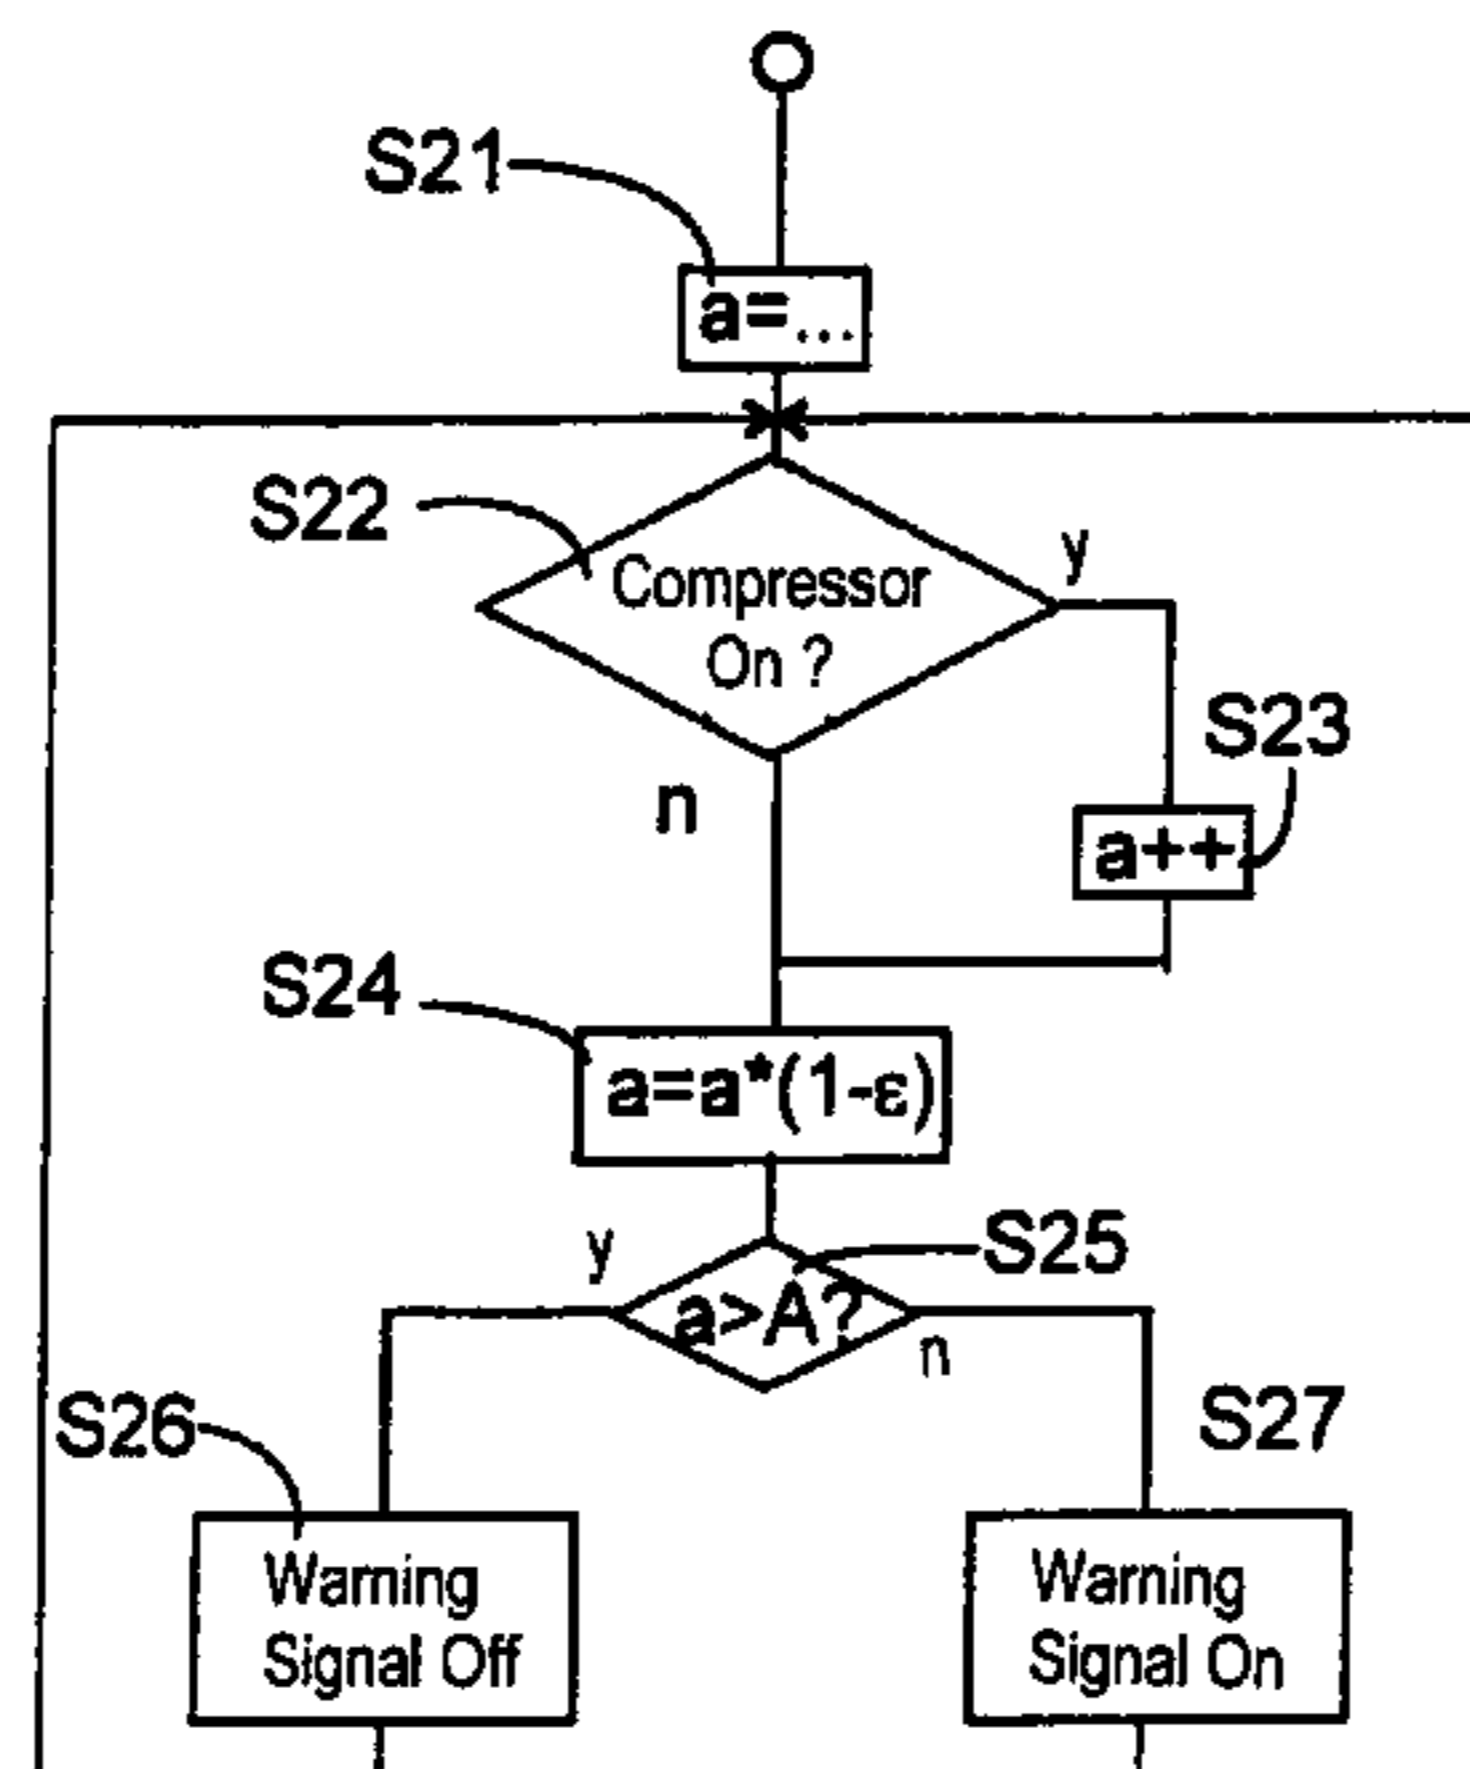 S21
a=...
S22
Compressor
On ?
y
n
S23
a++
S24
a=a*(1-ε)
y
S25
a>A?
n
S26
S27
Warning
Signal Off
Warning
Signal On